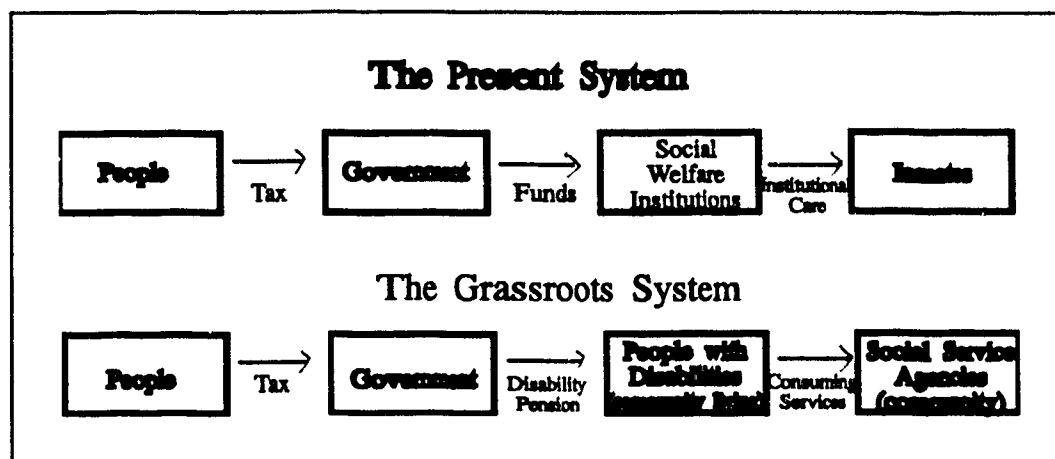 The Present System
People
Tax
Government
Funds
Social
Welfare
Institutions
Institutional
Care
Inmates
The Grassroots System
People
Tax
Government
Disability
Pension
People with
Disabilities
Consuming
Services
Social Service
Agencies
(community)